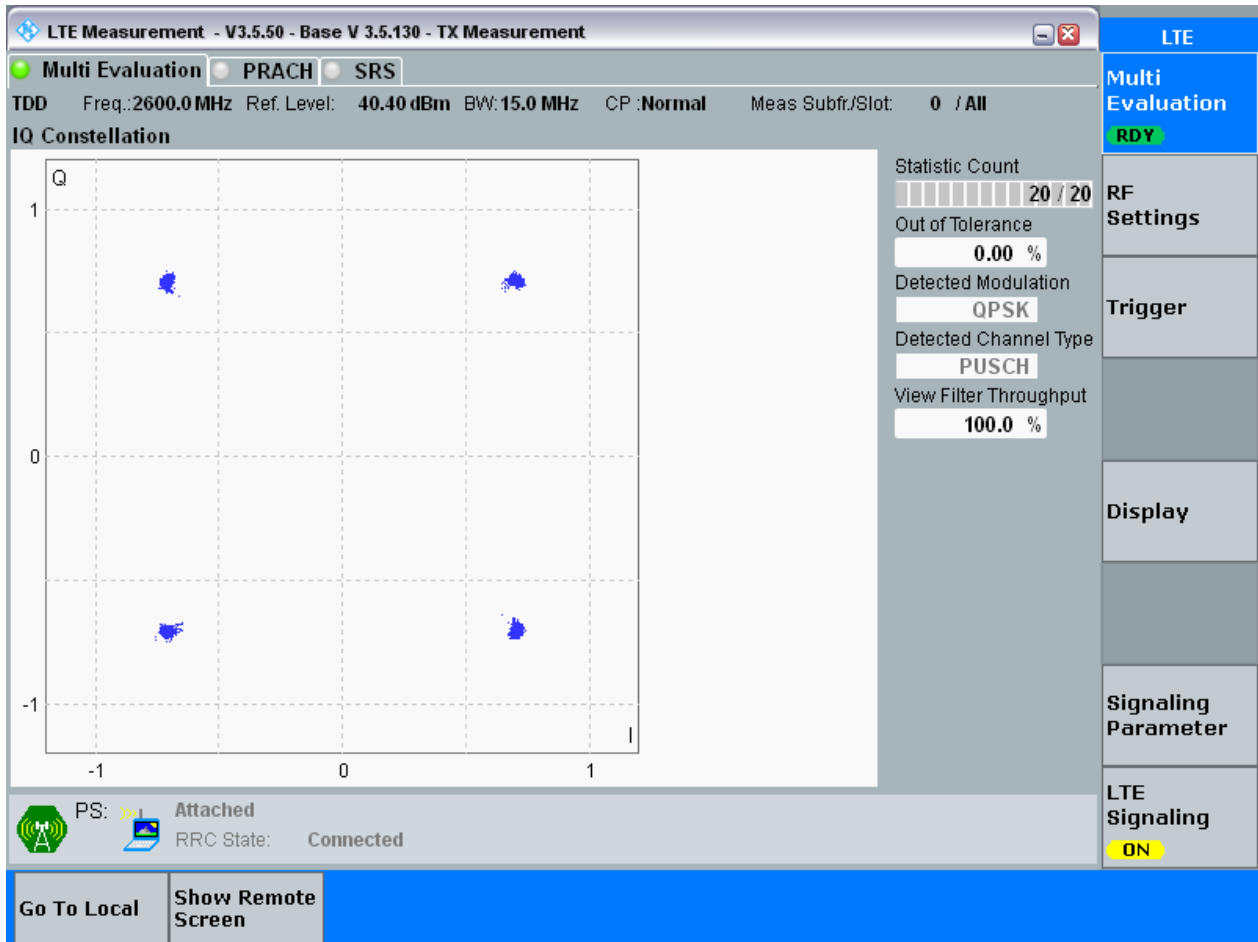 LTE Measurement - V3.5.50 - Base V 3.5.130 - TX Measurement
LTE
Multi Evaluation PRACH SRS
TDD Freq.:2600.0 MHz Ref. Level: 40.40 dBm BW:15.0 MHz CP :Normal Meas Subfr./Slot: 0 / All
IQ Constellation
Q
1
0
-1
I
-1 0 1
Statistic Count
20 / 20
Out of Tolerance
0.00 %
Detected Modulation
QPSK
Detected Channel Type
PUSCH
View Filter Throughput
100.0 %
Multi
Evaluation
RDY
RF
Settings
Trigger
Display
Signaling
Parameter
LTE
Signaling
ON
PS: Attached
RRC State: Connected
Go To Local
Show Remote
Screen